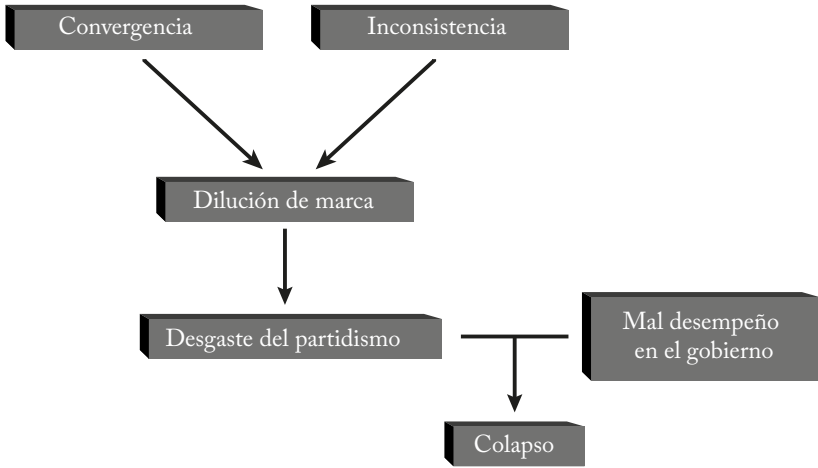 Convergencia
Inconsistencia
Dilución de marca
Desgaste del partidismo
Mal desempeño
en el gobierno
Colapso